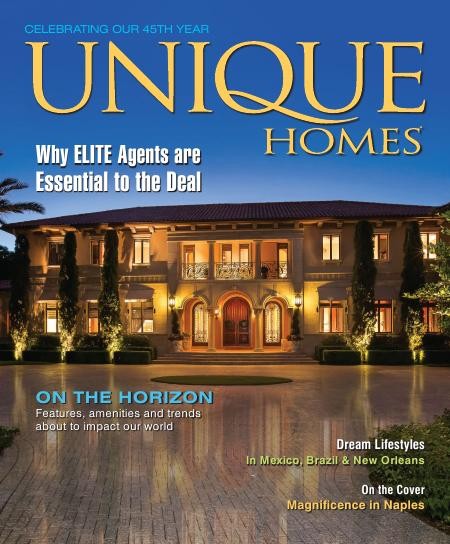 CELEBRATING OUR 45TH YEAR
UNIQUE
HOMES
Why ELITE Agents are
Essential to the Deal
ON THE HORIZON
Features, amenities and trends
about to impact our world
Dream Lifestyles
In Mexico, Brazil & New Orleans
On the Cover
Magnificence in Naples